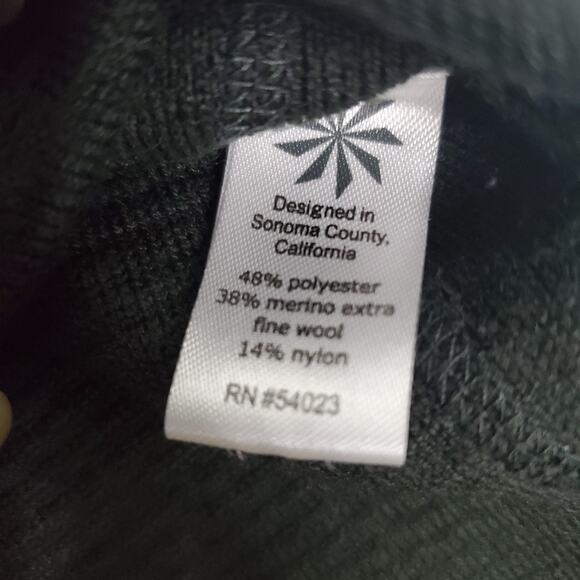 Designed in
Sonoma County,
California
48% polyester
38% merino extra
fine wool
14% nylon
RN #54023